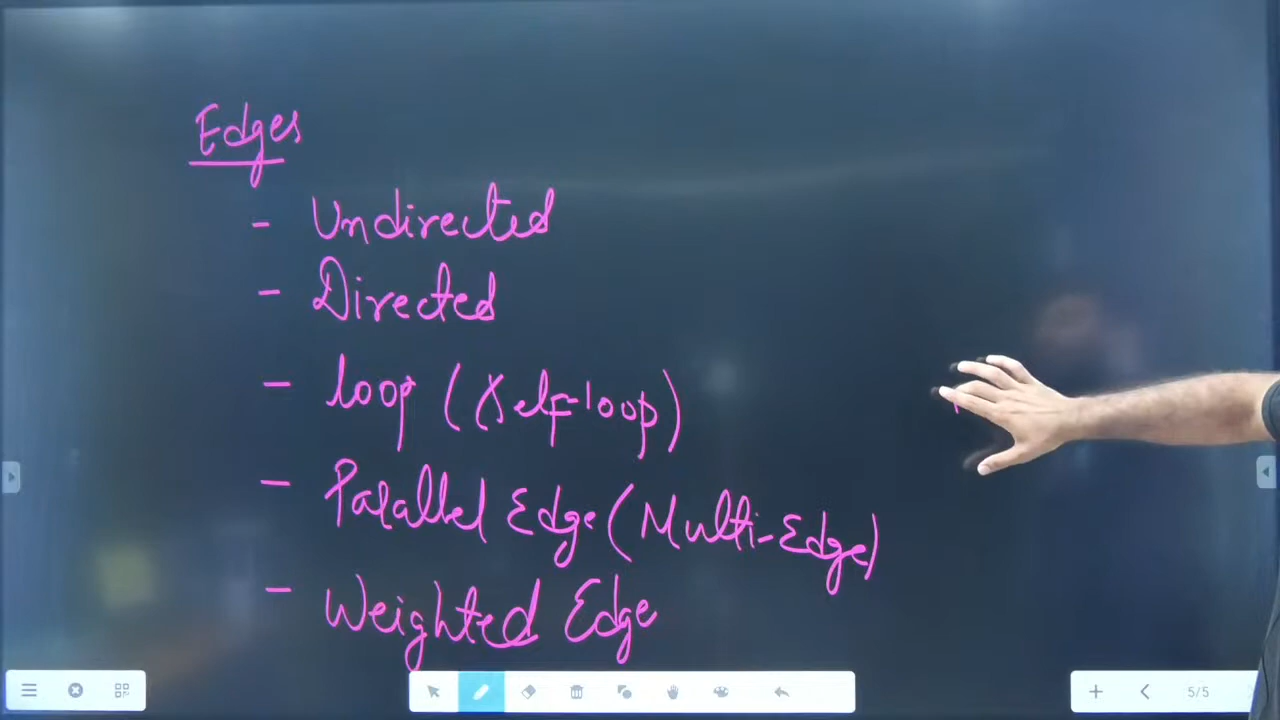 Edges
- Undirected
- Directed
- loop (Self-loop)
- Parallel Edge (Multi-Edge)
- Weighted Edge
5/5